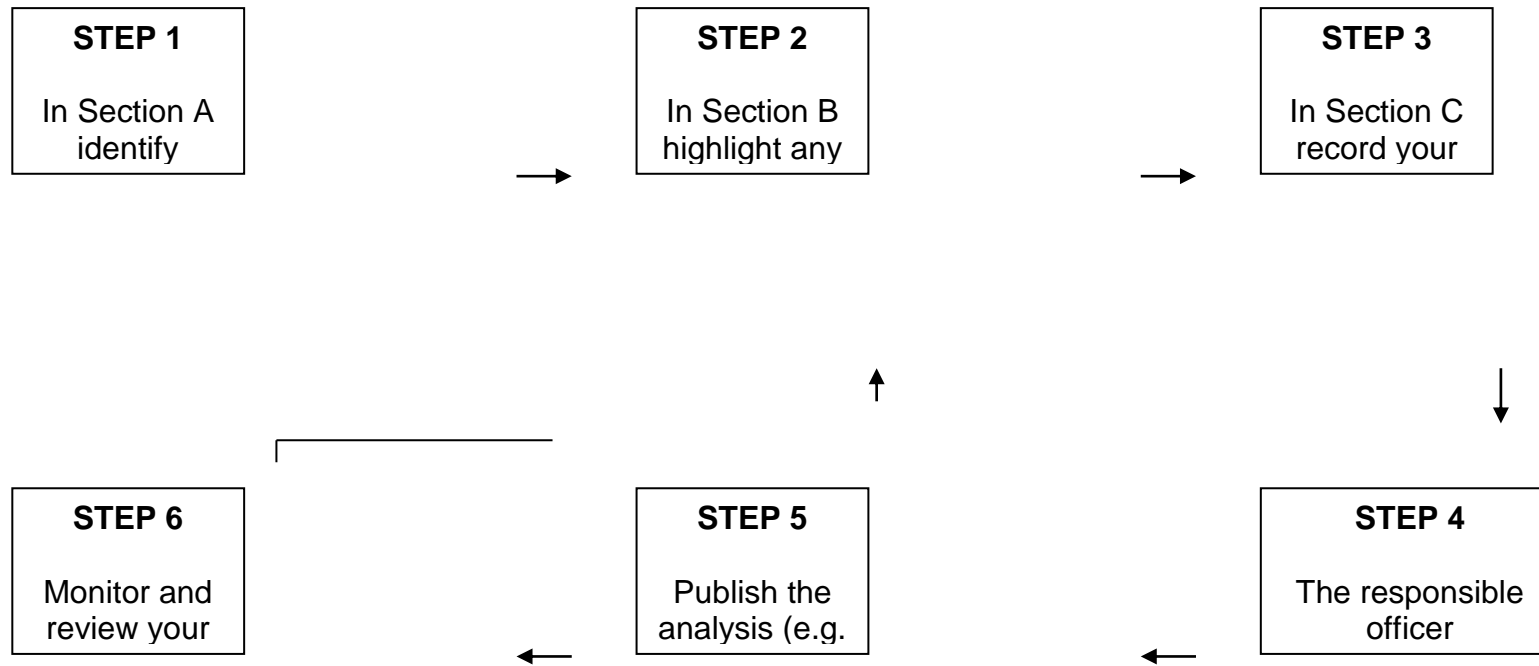 STEP 1
In Section A
identify
STEP 2
In Section B
highlight any
STEP 3
In Section C
record your
STEP 6
Monitor and
review your
STEP 5
Publish the
analysis (e.g.
STEP 4
The responsible
officer